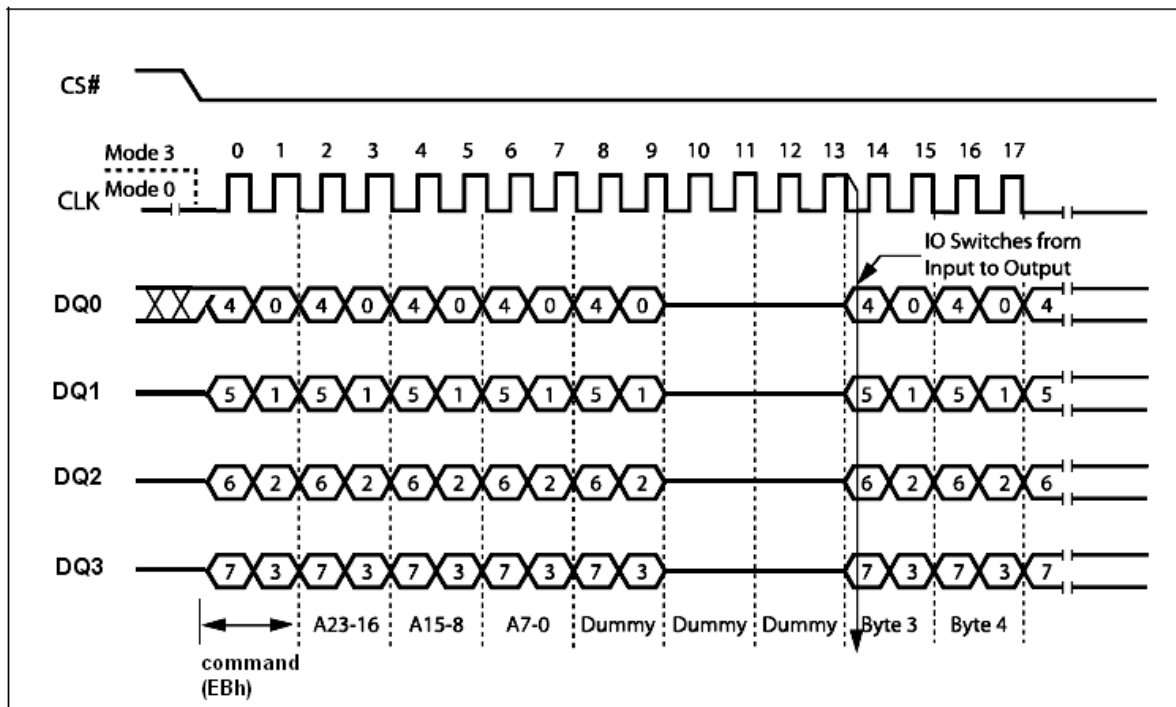 CS#
Mode 3
0 1 2 3 4 5 6 7 8 9 10 11 12 13 14 15 16 17
CLK
Mode 0
IO Switches from
Input to Output
DQ0
4 0 4 0 4 0 4 0 4 0 4 0 4 0 4
DQ1
5 1 5 1 5 1 5 1 5 1 5 1 5 1 5
DQ2
6 2 6 2 6 2 6 2 6 2 6 2 6 2 6
DQ3
7 3 7 3 7 3 7 3 7 3 7 3 7 3 7
A23-16 A15-8 A7-0 Dummy Dummy Dummy Byte 3 Byte 4
command
(EBh)